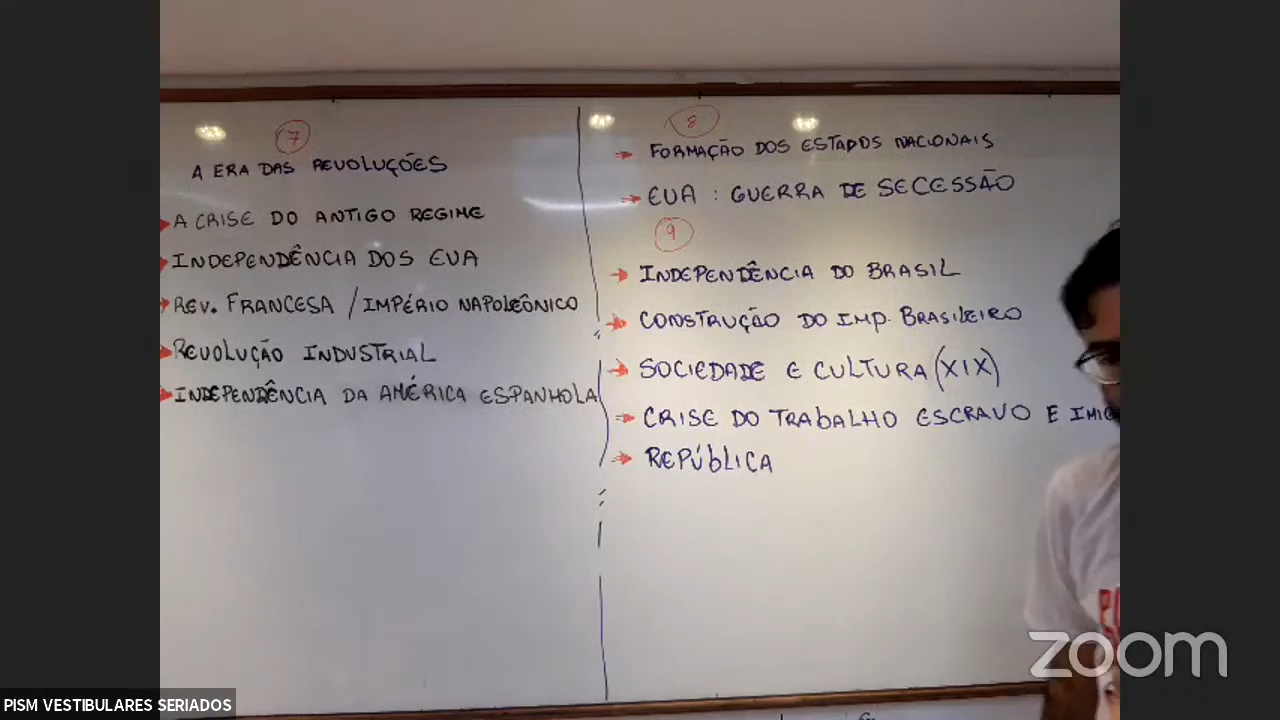 7
A ERA DAS REVOLUÇÕES
A CRISE DO ANTIGO REGIME
INDEPENDÊNCIA DOS EUA
REV. FRANCESA / IMPÉRIO NAPOLEÔNICO
REVOLUÇÃO INDUSTRIAL
INDEPENDÊNCIA DA AMÉRICA ESPANHOLA
8
FORMAÇÃO DOS ESTADOS NACIONAIS
EUA : GUERRA DE SECESSÃO
9
INDEPENDÊNCIA DO BRASIL
CONSTRUÇÃO DO IMP. BRASILEIRO
SOCIEDADE E CULTURA (XIX)
CRISE DO TRABALHO ESCRAVO E
REPÚBLICA
zoom
PISM VESTIBULARES SERIADOS